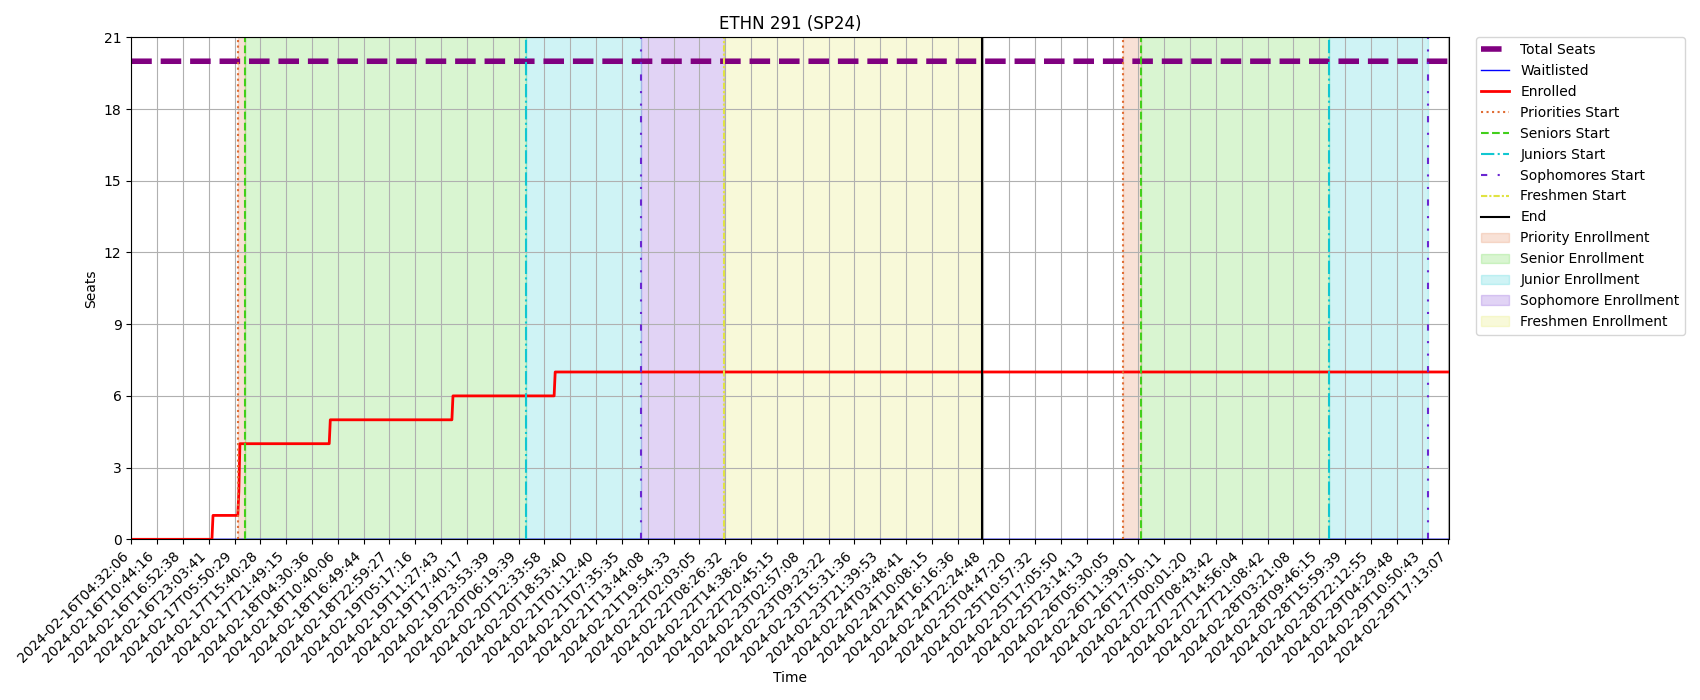 ETHN 291 (SP24)
21
18
15
12
9
6
3
0
Seats
2024-02-16T04:32:06
2024-02-16T10:44:16
2024-02-16T16:52:38
2024-02-16T23:03:41
2024-02-17T05:50:29
2024-02-17T15:40:28
2024-02-17T21:49:15
2024-02-18T04:30:36
2024-02-18T10:40:06
2024-02-18T16:49:44
2024-02-18T22:59:27
2024-02-19T05:17:16
2024-02-19T11:27:43
2024-02-19T17:40:17
2024-02-19T23:53:39
2024-02-20T06:19:39
2024-02-20T12:33:58
2024-02-20T18:53:40
2024-02-21T01:12:40
2024-02-21T07:35:35
2024-02-21T13:44:08
2024-02-21T19:54:33
2024-02-22T02:03:05
2024-02-22T08:26:32
2024-02-22T14:38:26
2024-02-22T20:45:15
2024-02-23T02:57:08
2024-02-23T09:23:22
2024-02-23T15:31:36
2024-02-23T21:39:53
2024-02-24T03:48:41
2024-02-24T10:08:15
2024-02-24T16:16:36
2024-02-24T22:24:48
2024-02-25T04:47:20
2024-02-25T10:57:32
2024-02-25T17:05:50
2024-02-25T23:14:13
2024-02-26T05:30:05
2024-02-26T11:39:01
2024-02-26T17:50:11
2024-02-27T00:01:20
2024-02-27T08:43:42
2024-02-27T14:56:04
2024-02-27T21:08:42
2024-02-28T03:21:08
2024-02-28T09:46:15
2024-02-28T15:59:39
2024-02-28T22:12:55
2024-02-29T04:29:48
2024-02-29T10:50:43
2024-02-29T17:13:07
Time
Total Seats
Waitlisted
Enrolled
Priorities Start
Seniors Start
Juniors Start
Sophomores Start
Freshmen Start
End
Priority Enrollment
Senior Enrollment
Junior Enrollment
Sophomore Enrollment
Freshmen Enrollment